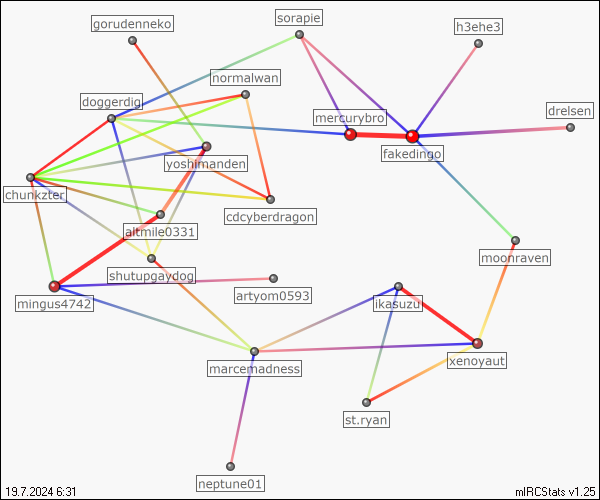 sorapie
gorudenneko
h3ehe3
normalwan
doggerdig
mercurybro
drelsen
fakedingo
yoshimanden
chunkzter
cdcyberdragon
altmile0331
moonraven
shutupgaydog
artyom0593
mingus4742
ikasuzu
xenoyaut
marcemadness
st.ryan
neptune01
19.7.2024 6:31
mIRCStats v1.25